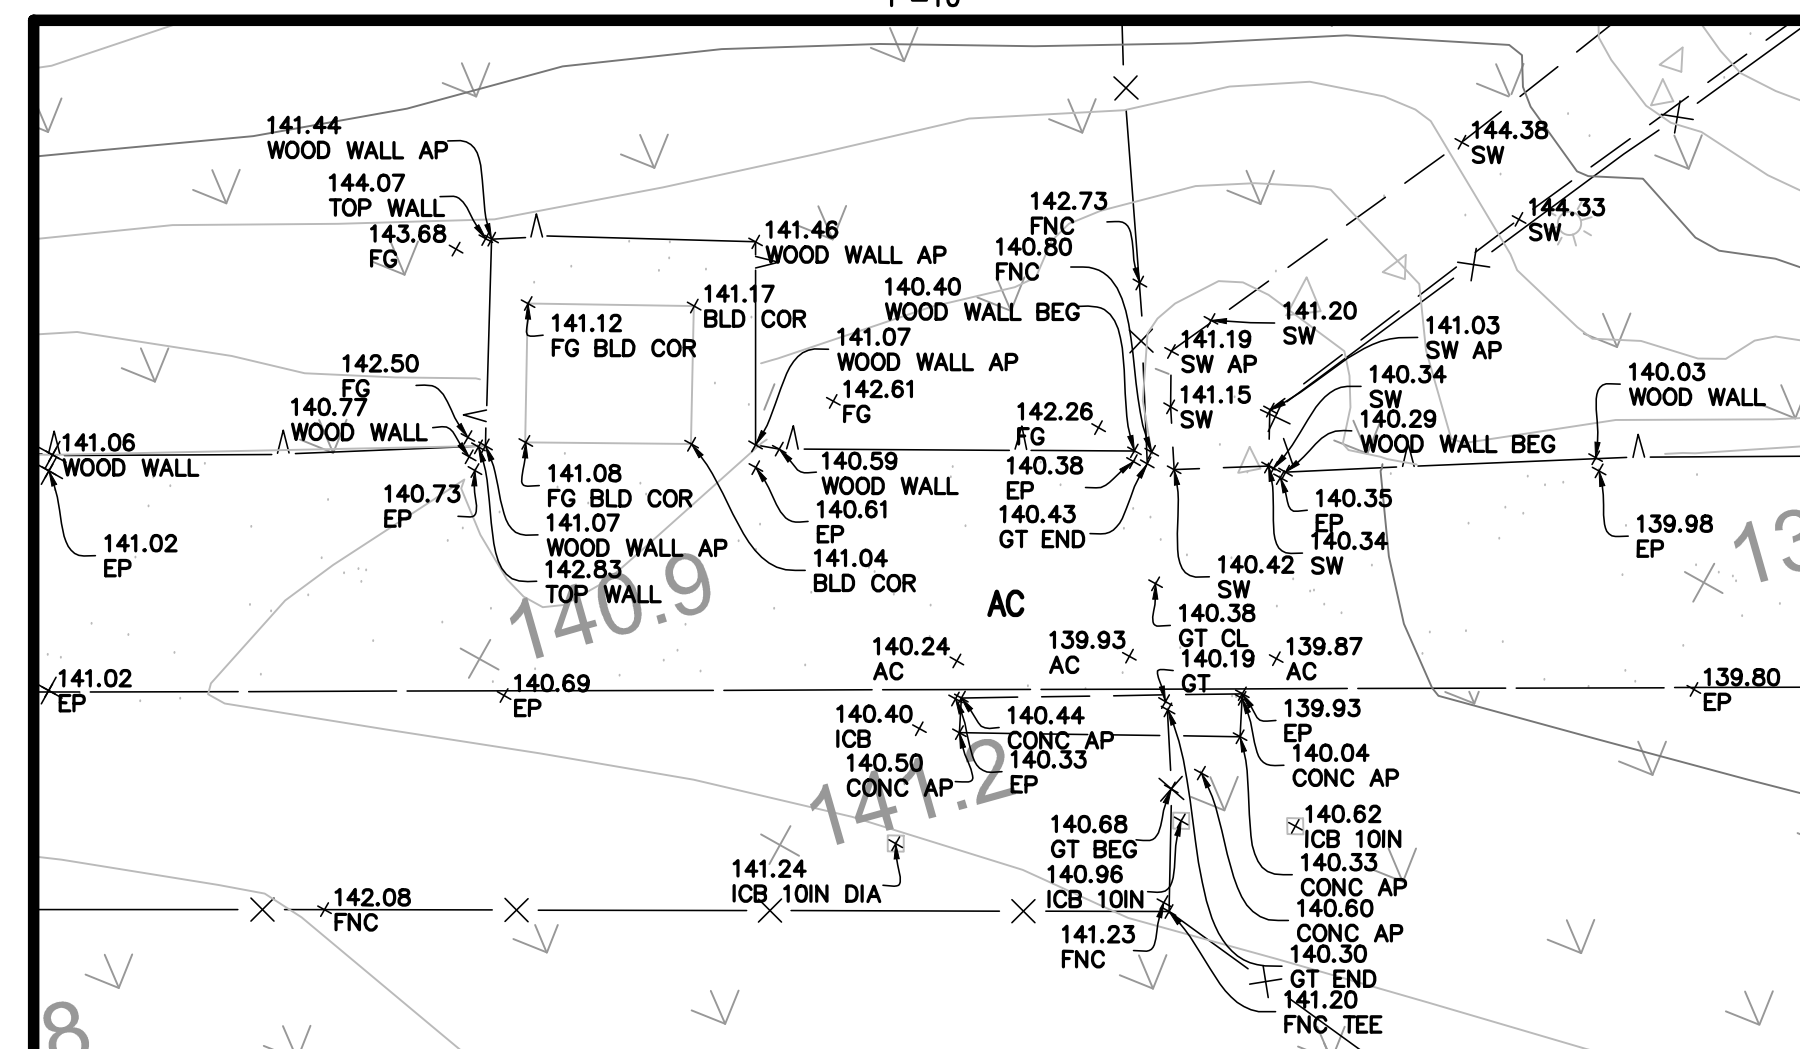 141.44
WOOD WALL AP
144.07
TOP WALL
143.68
FG
141.46
WOOD WALL AP
142.73
FNC
140.80
FNC
140.40
WOOD WALL BEG
144.38
SW
144.33
SW
141.17
BLD COR
141.12
FG BLD COR
141.07
WOOD WALL AP
142.61
FG
141.20
SW
141.19
SW AP
141.15
SW
141.03
SW AP
140.34
SW
140.29
WOOD WALL BEG
140.03
WOOD WALL
142.50
FG
140.77
WOOD WALL
141.06
WOOD WALL
140.73
EP
141.02
EP
141.08
FG BLD COR
141.07
WOOD WALL AP
142.83
TOP WALL
140.59
WOOD WALL
140.61
EP
141.04
BLD COR
142.26
FG
140.38
EP
140.43
GT END
140.42
SW
140.35
EP
140.34
SW
139.98
EP
140.9
AC
140.38
GT CL
140.19
GT
140.24
AC
139.93
AC
139.87
AC
141.02
EP
140.69
EP
139.80
EP
140.40
ICB
140.44
CONC AP
140.50
CONC AP
140.33
EP
139.93
EP
140.04
CONC AP
141.2
140.68
GT BEG
140.62
ICB 10IN
141.24
ICB 10IN DIA
140.96
ICB 10IN
140.33
CONC AP
140.60
CONC AP
142.08
FNC
141.23
FNC
140.30
GT END
141.20
FNC TEE